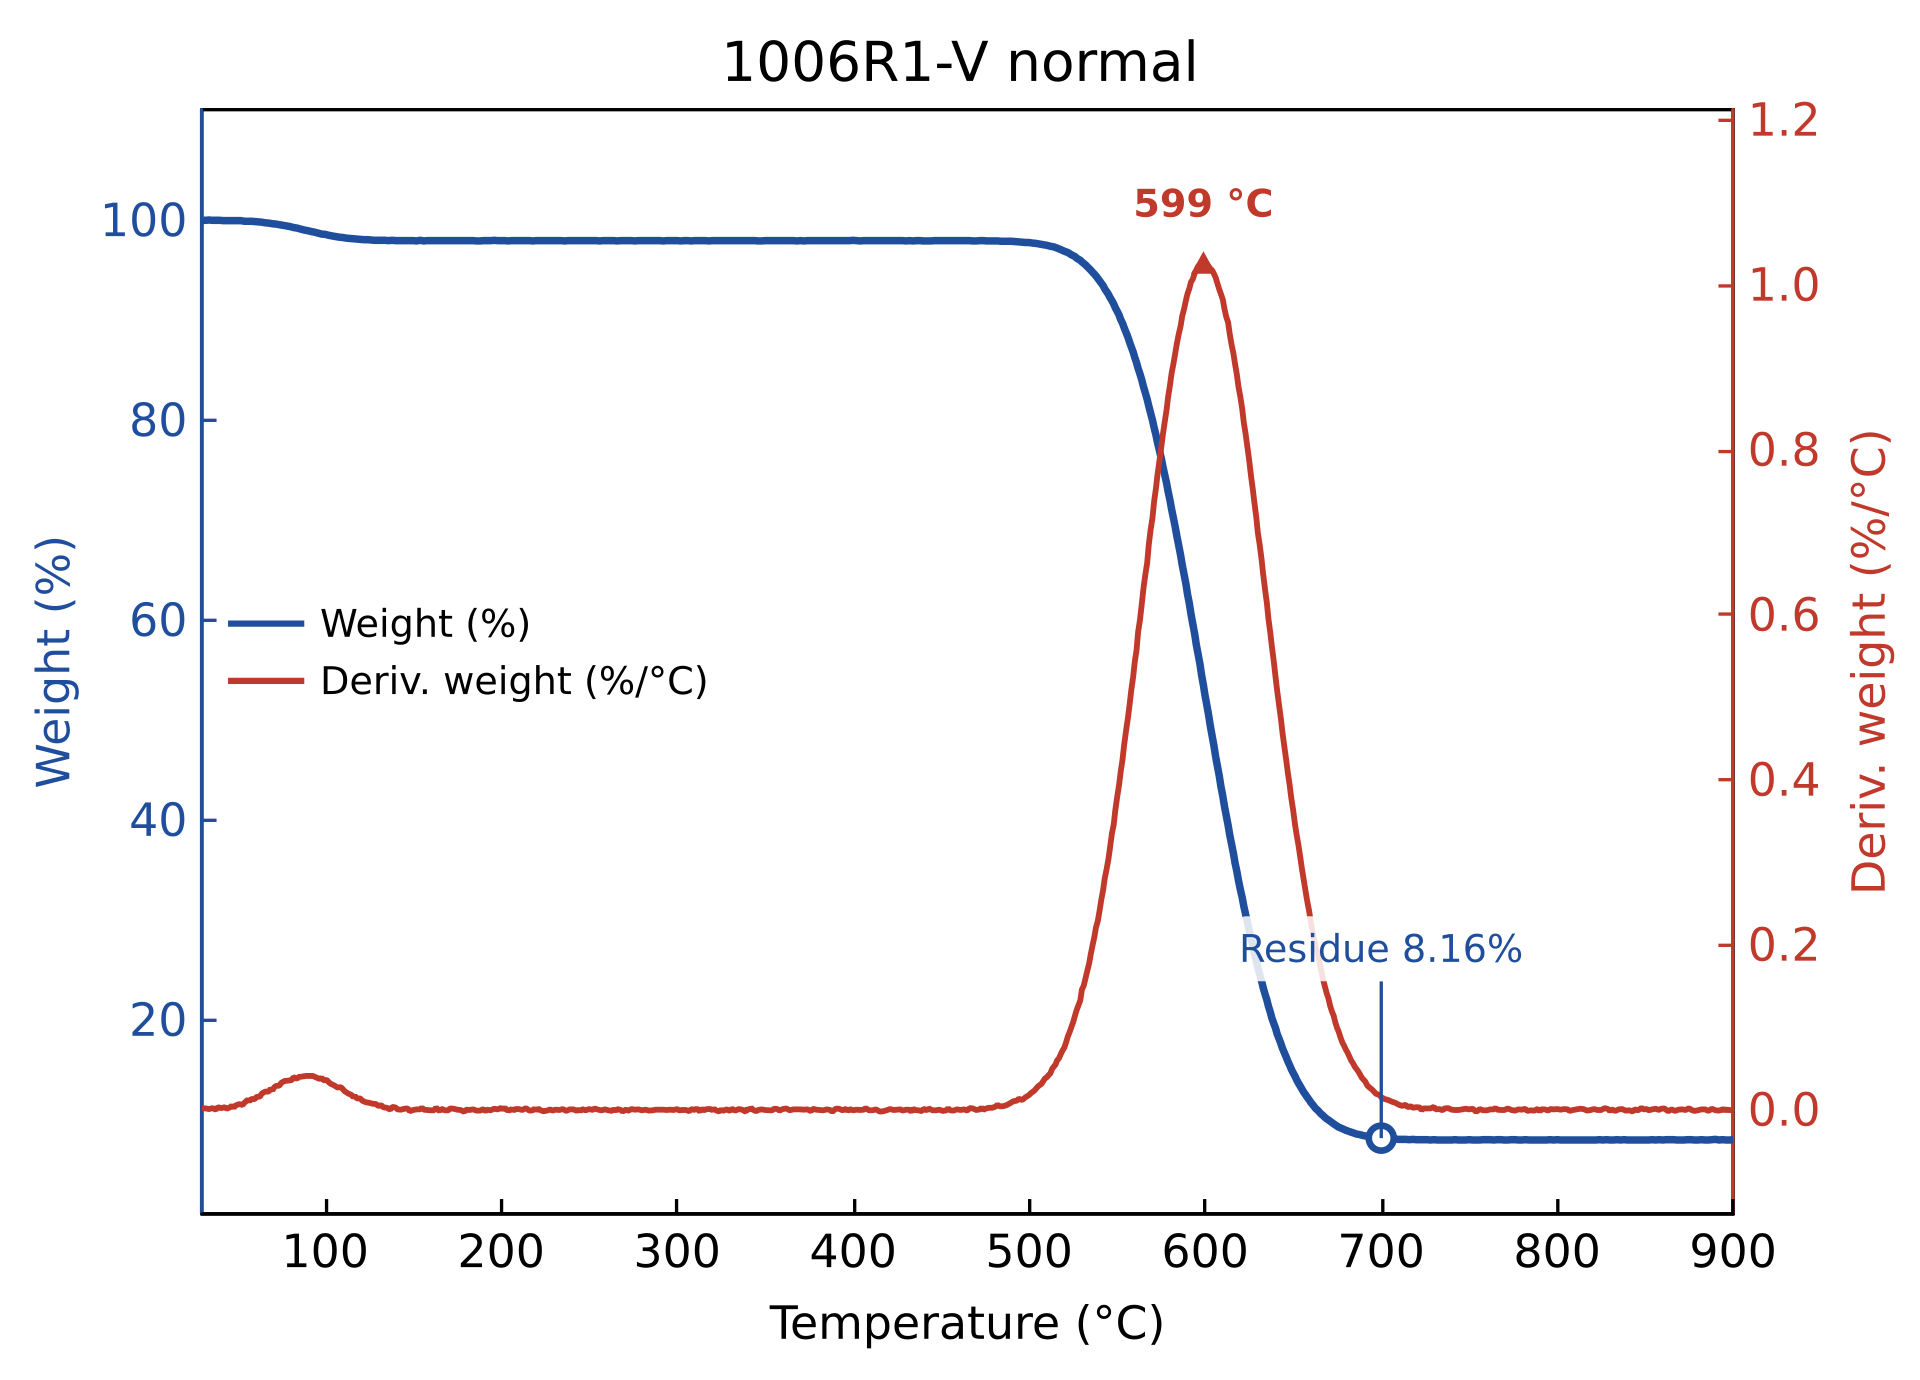 1006R1-V normal
599 °C
Weight (%)
100
80
60
40
20
Weight (%)
Deriv. weight (%/°C)
Residue 8.16%
1.2
1.0
0.8
0.6
0.4
0.2
0.0
Deriv. weight (%/°C)
100 200 300 400 500 600 700 800 900
Temperature (°C)